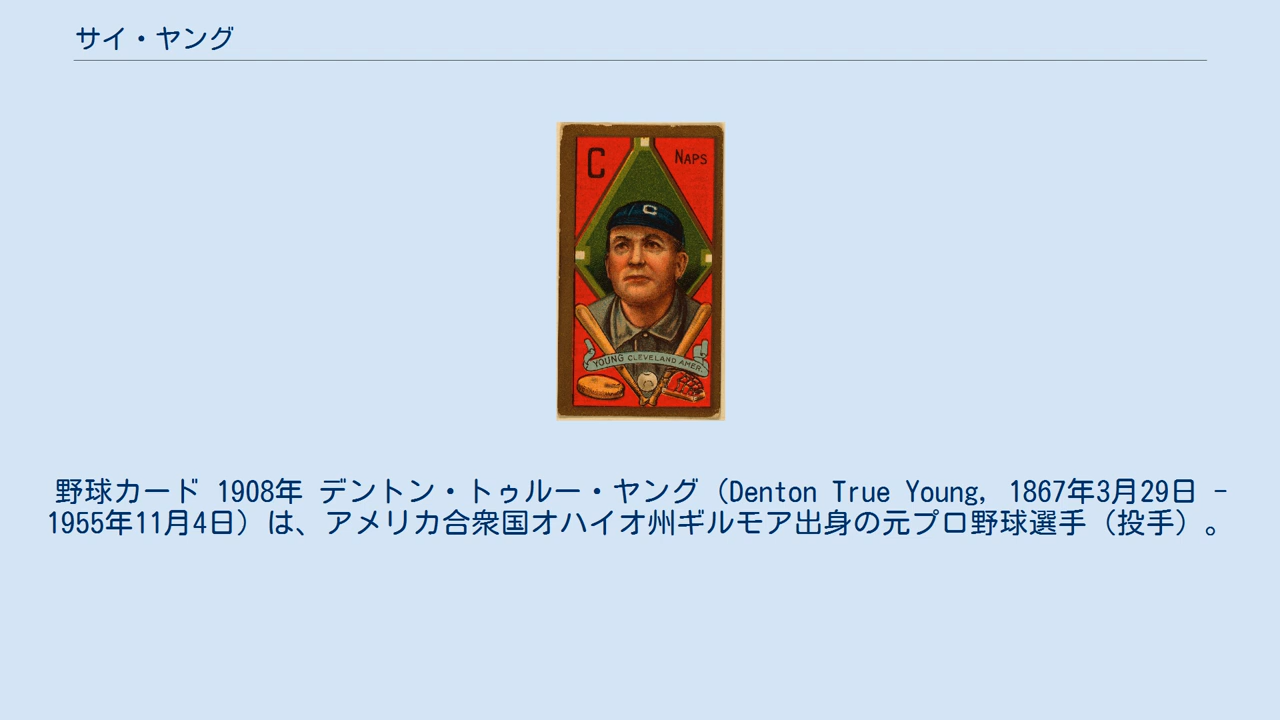 サイ・ヤング
C
NAPS
C
YOUNG CLEVELAND AMER.
野球カード 1908年 デントン・トゥルー・ヤング（Denton True Young, 1867年3月29日 -
1955年11月4日）は、アメリカ合衆国オハイオ州ギルモア出身の元プロ野球選手（投手）。